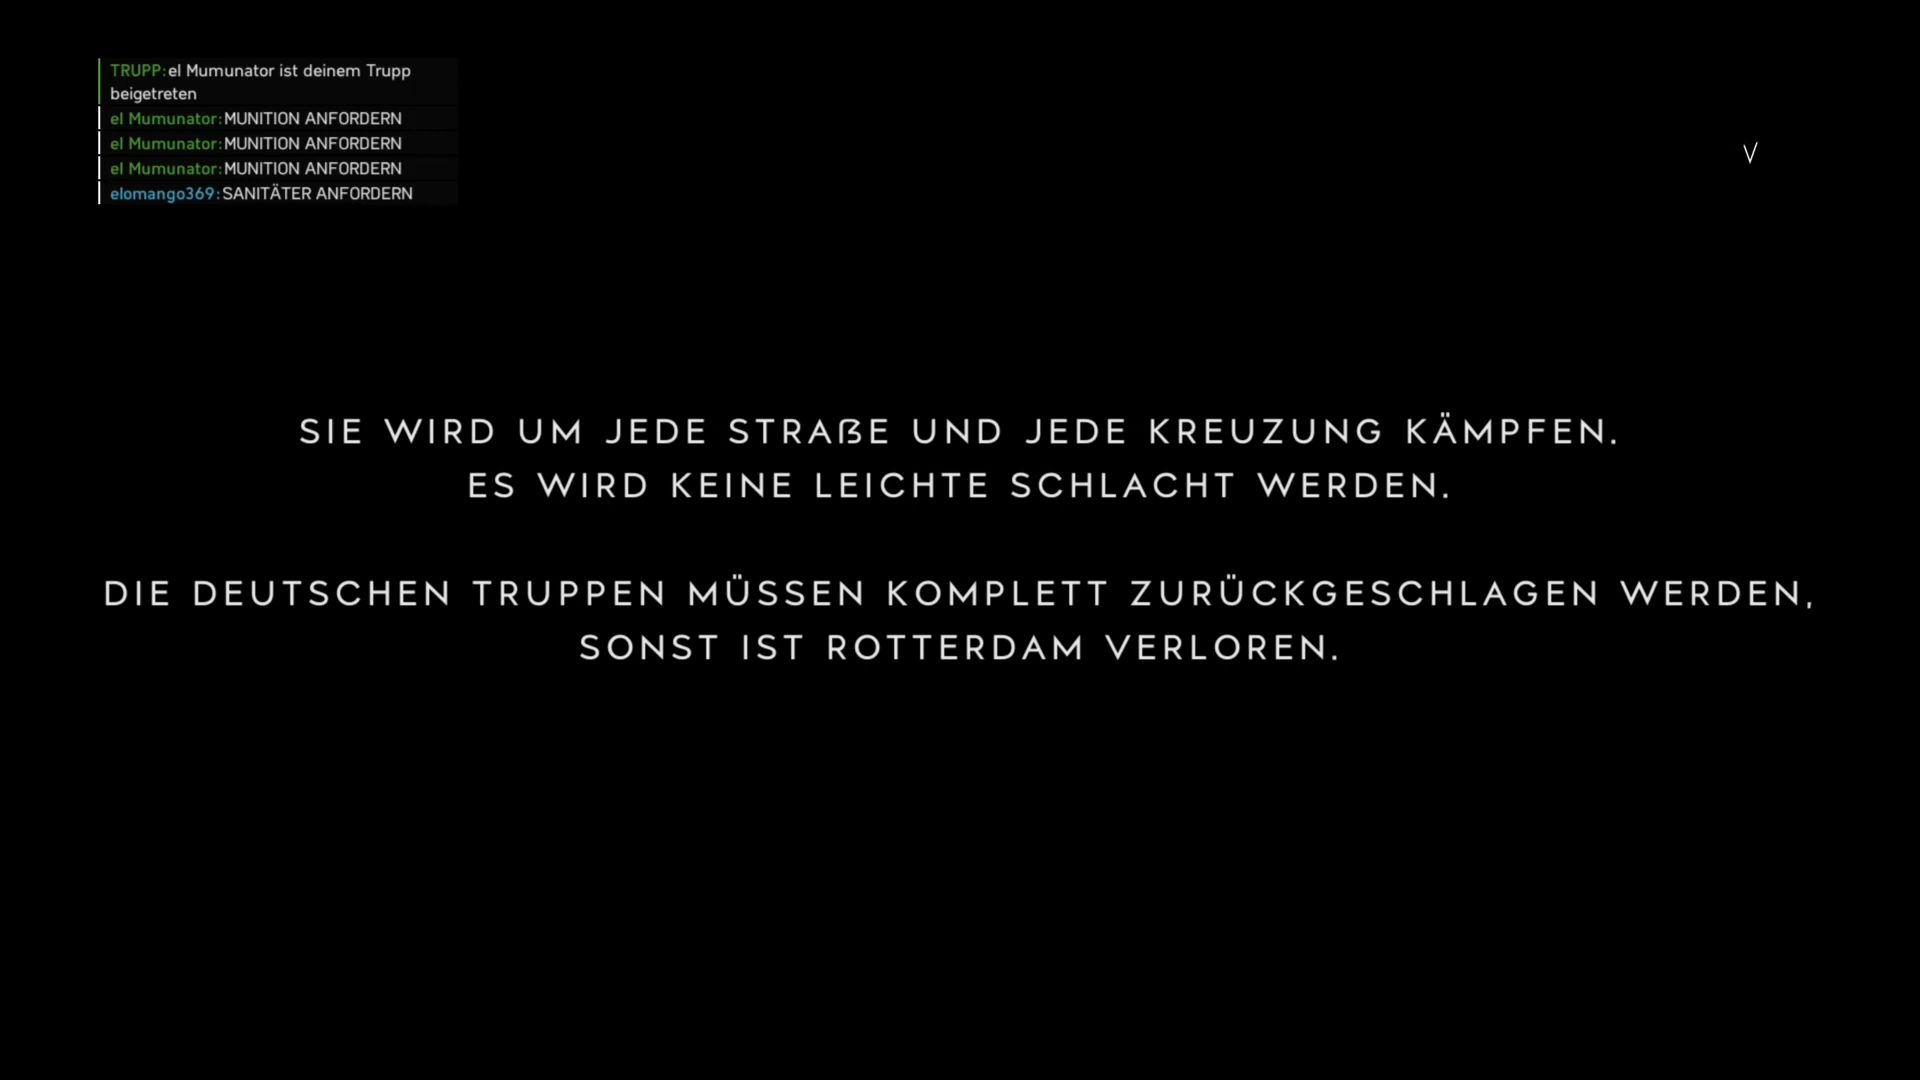 TRUPP:el Mumunator ist deinem Trupp
beigetreten
el Mumunator:MUNITION ANFORDERN
el Mumunator:MUNITION ANFORDERN
el Mumunator:MUNITION ANFORDERN
elomango369:SANITÄTER ANFORDERN
V
SIE WIRD UM JEDE STRAßE UND JEDE KREUZUNG KÄMPFEN.
ES WIRD KEINE LEICHTE SCHLACHT WERDEN.
DIE DEUTSCHEN TRUPPEN MÜSSEN KOMPLETT ZURÜCKGESCHLAGEN WERDEN,
SONST IST ROTTERDAM VERLOREN.